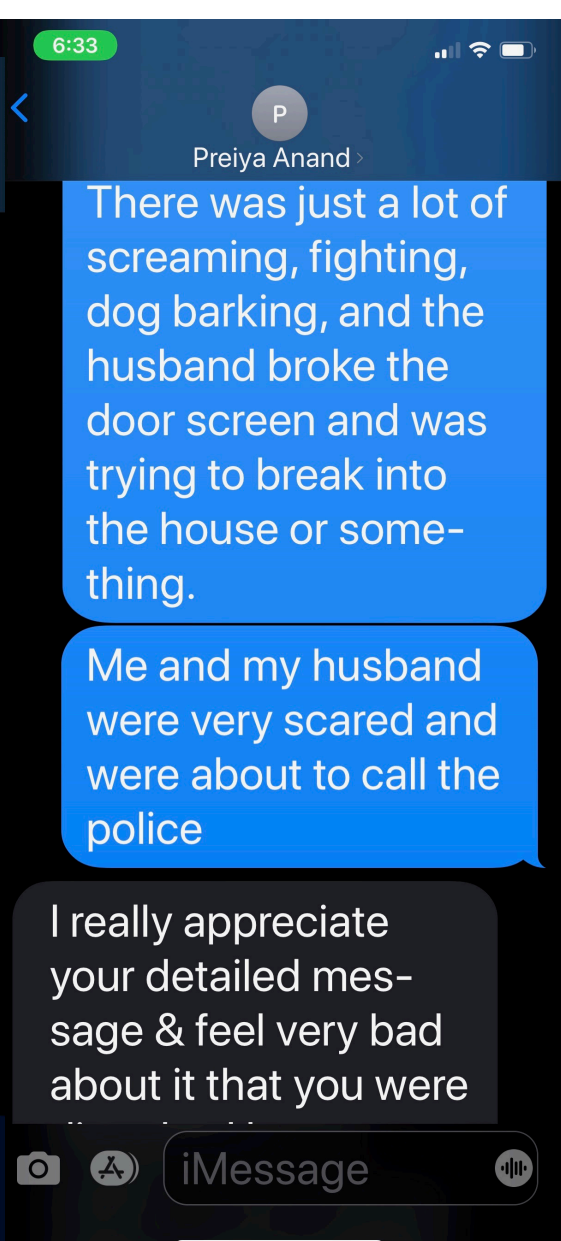 6:33
P
Preiya Anand
There was just a lot of
screaming, fighting,
dog barking, and the
husband broke the
door screen and was
trying to break into
the house or some-
thing.
Me and my husband
were very scared and
were about to call the
police
I really appreciate
your detailed mes-
sage & feel very bad
about it that you were
iMessage